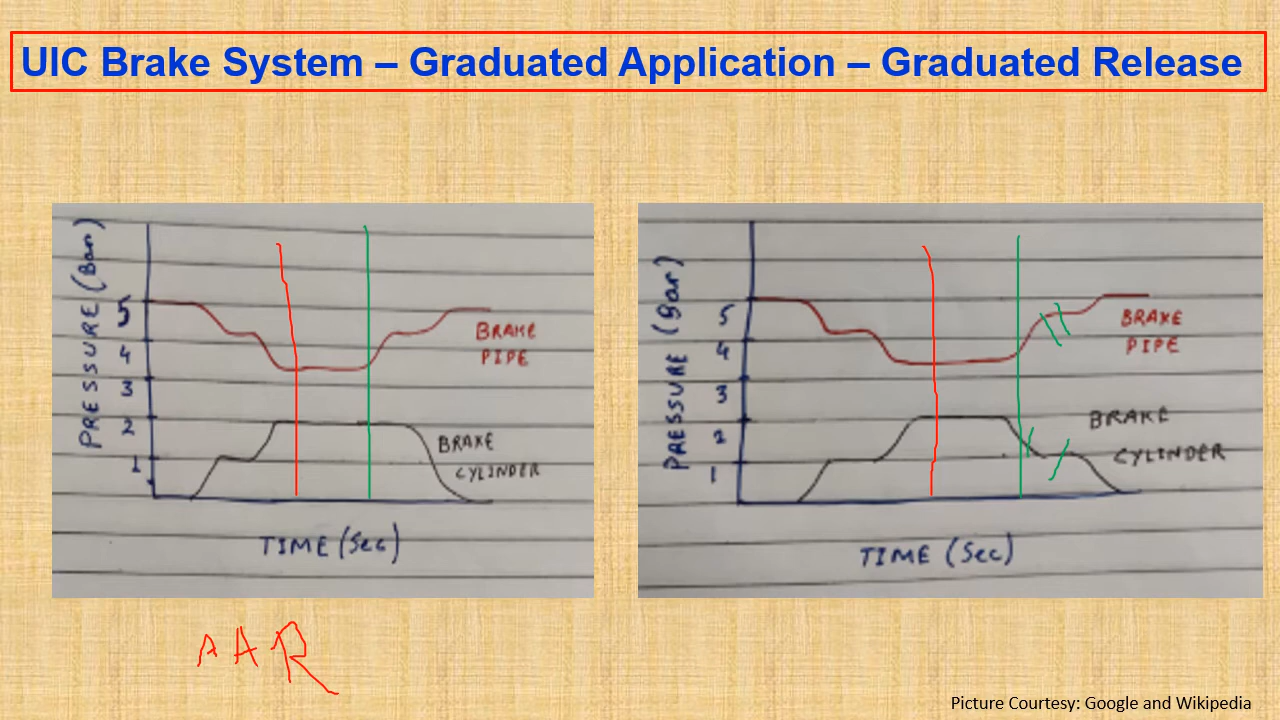 UIC Brake System – Graduated Application – Graduated Release
PRESSURE (Bar)
5
4
3
2
1
BRAKE
PIPE
BRAKE
CYLINDER
TIME (Sec)
PRESSURE (Bar)
5
4
3
2
1
BRAKE
PIPE
BRAKE
CYLINDER
TIME (Sec)
AAR
Picture Courtesy: Google and Wikipedia